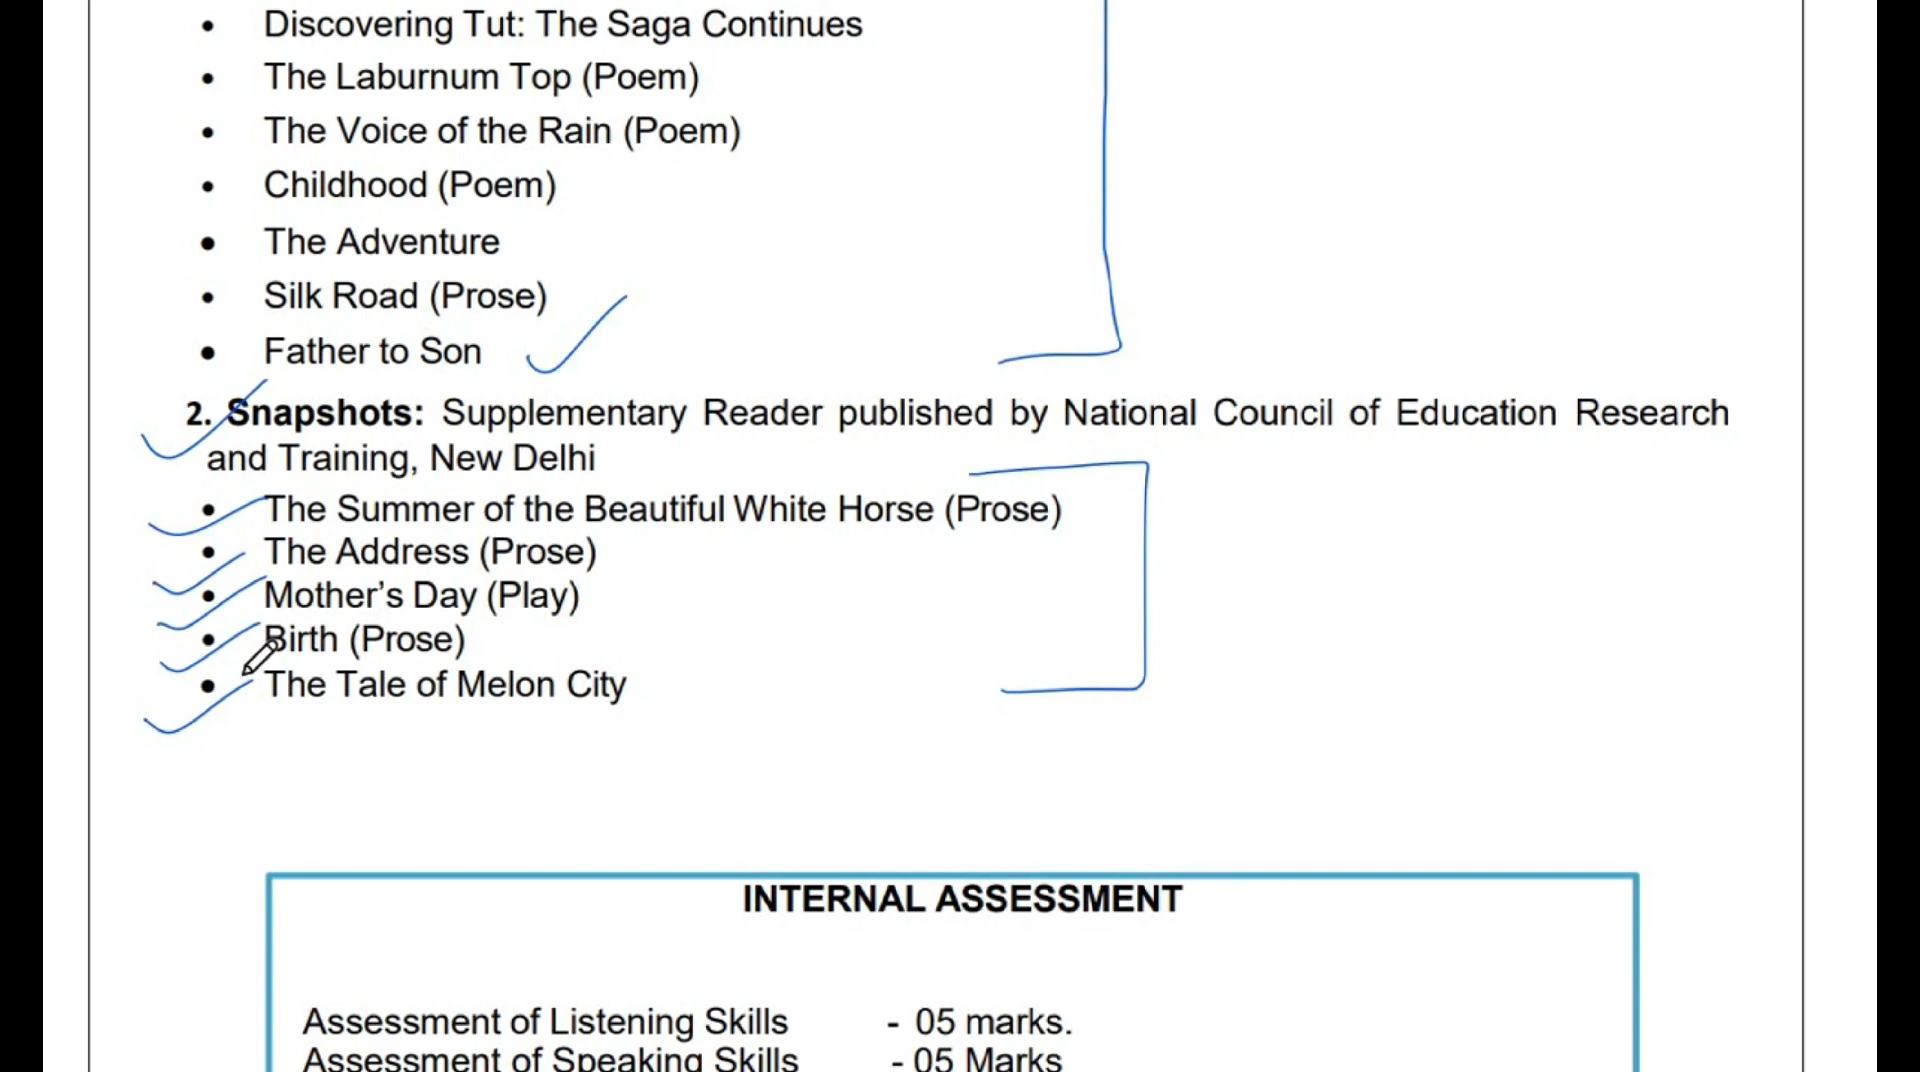 • Discovering Tut: The Saga Continues
• The Laburnum Top (Poem)
• The Voice of the Rain (Poem)
• Childhood (Poem)
• The Adventure
• Silk Road (Prose)
• Father to Son
2. Snapshots: Supplementary Reader published by National Council of Education Research
and Training, New Delhi
• The Summer of the Beautiful White Horse (Prose)
• The Address (Prose)
• Mother’s Day (Play)
• Birth (Prose)
• The Tale of Melon City
INTERNAL ASSESSMENT
Assessment of Listening Skills - 05 marks.
Assessment of Speaking Skills - 05 Marks